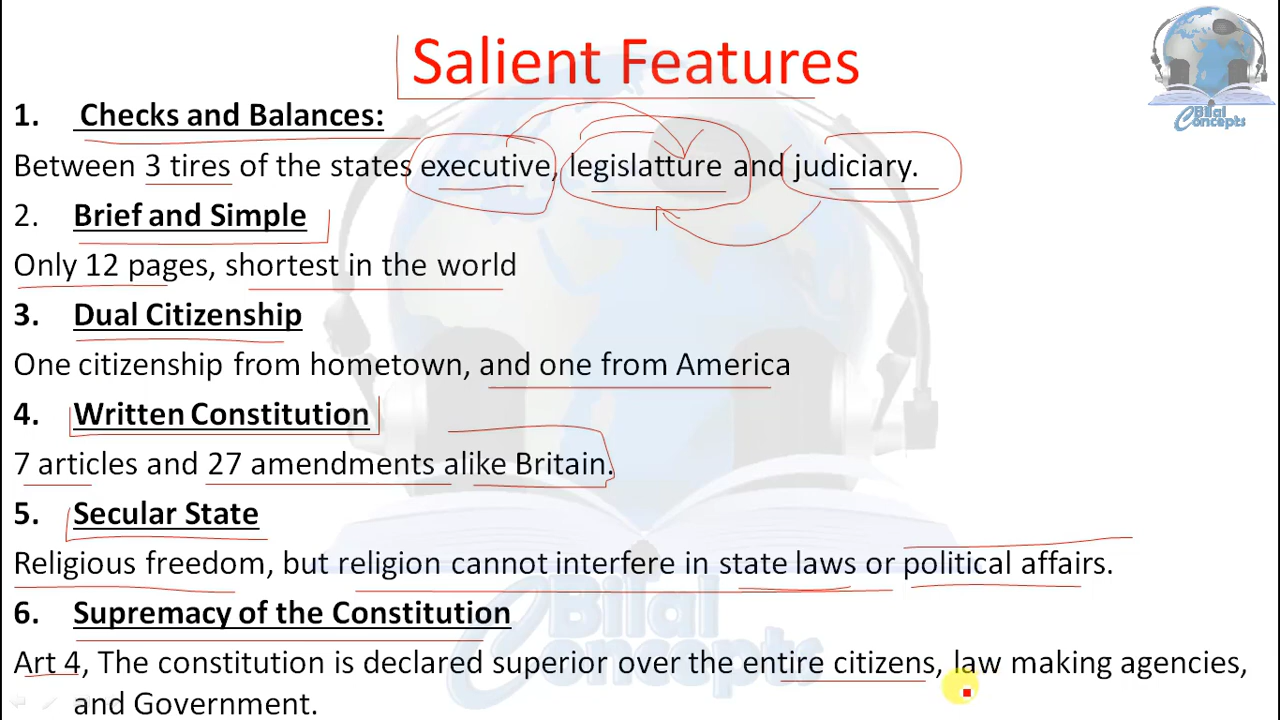 Salient Features
1. Checks and Balances:
Between 3 tires of the states executive, legislatture and judiciary.
2. Brief and Simple
Only 12 pages, shortest in the world
3. Dual Citizenship
One citizenship from hometown, and one from America
4. Written Constitution
7 articles and 27 amendments alike Britain.
5. Secular State
Religious freedom, but religion cannot interfere in state laws or political affairs.
6. Supremacy of the Constitution
Art 4, The constitution is declared superior over the entire citizens, law making agencies,
and Government.
Bilal
Concepts
Bilal
Concepts